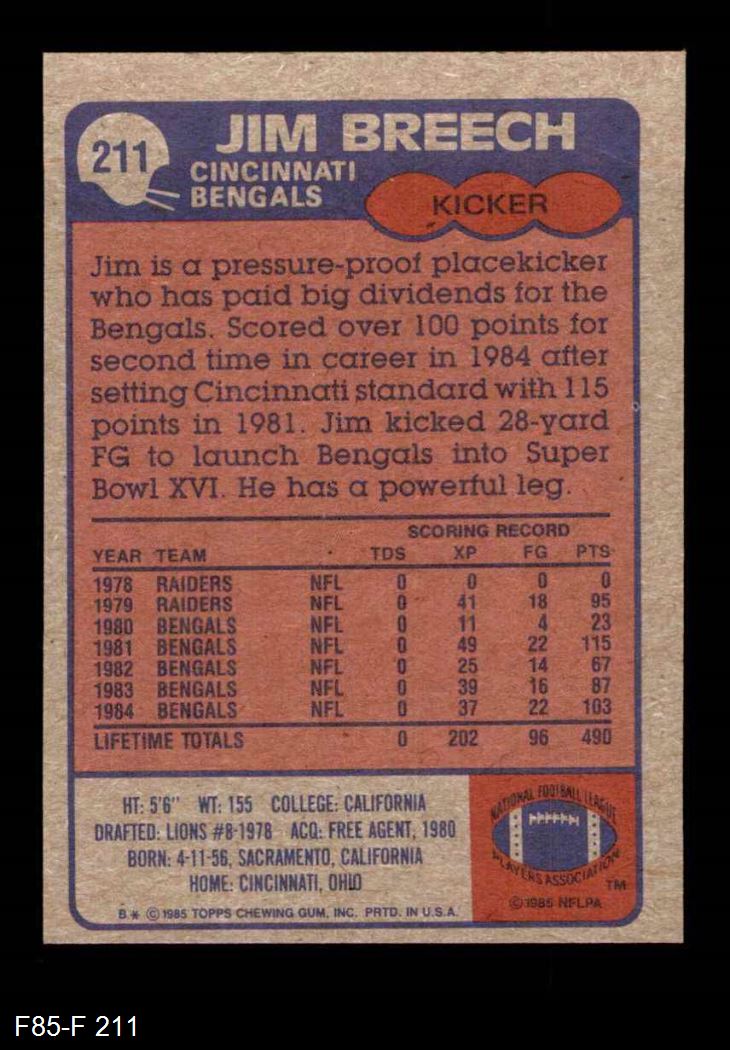 211
JIM BREECH
CINCINNATI
BENGALS
KICKER
Jim is a pressure-proof placekicker
who has paid big dividends for the
Bengals. Scored over 100 points for
second time in career in 1984 after
setting Cincinnati standard with 115
points in 1981. Jim kicked 28-yard
FG to launch Bengals into Super
Bowl XVI. He has a powerful leg.
SCORING RECORD
YEAR TEAM TDS XP FG PTS
1978 RAIDERS NFL 0 0 0 0
1979 RAIDERS NFL 0 41 18 95
1980 BENGALS NFL 0 11 4 23
1981 BENGALS NFL 0 49 22 115
1982 BENGALS NFL 0 25 14 67
1983 BENGALS NFL 0 39 16 87
1984 BENGALS NFL 0 37 22 103
LIFETIME TOTALS 0 202 96 490
HT: 5'6" WT: 155 COLLEGE: CALIFORNIA
DRAFTED: LIONS #8-1978 ACQ: FREE AGENT, 1980
BORN: 4-11-56, SACRAMENTO, CALIFORNIA
HOME: CINCINNATI, OHIO
B.* © 1985 TOPPS CHEWING GUM, INC. PRTD. IN U.S.A.
NATIONAL FOOTBALL LEAGUE
PLAYERS ASSOCIATION
TM
© 1985 NFLPA
F85-F 211